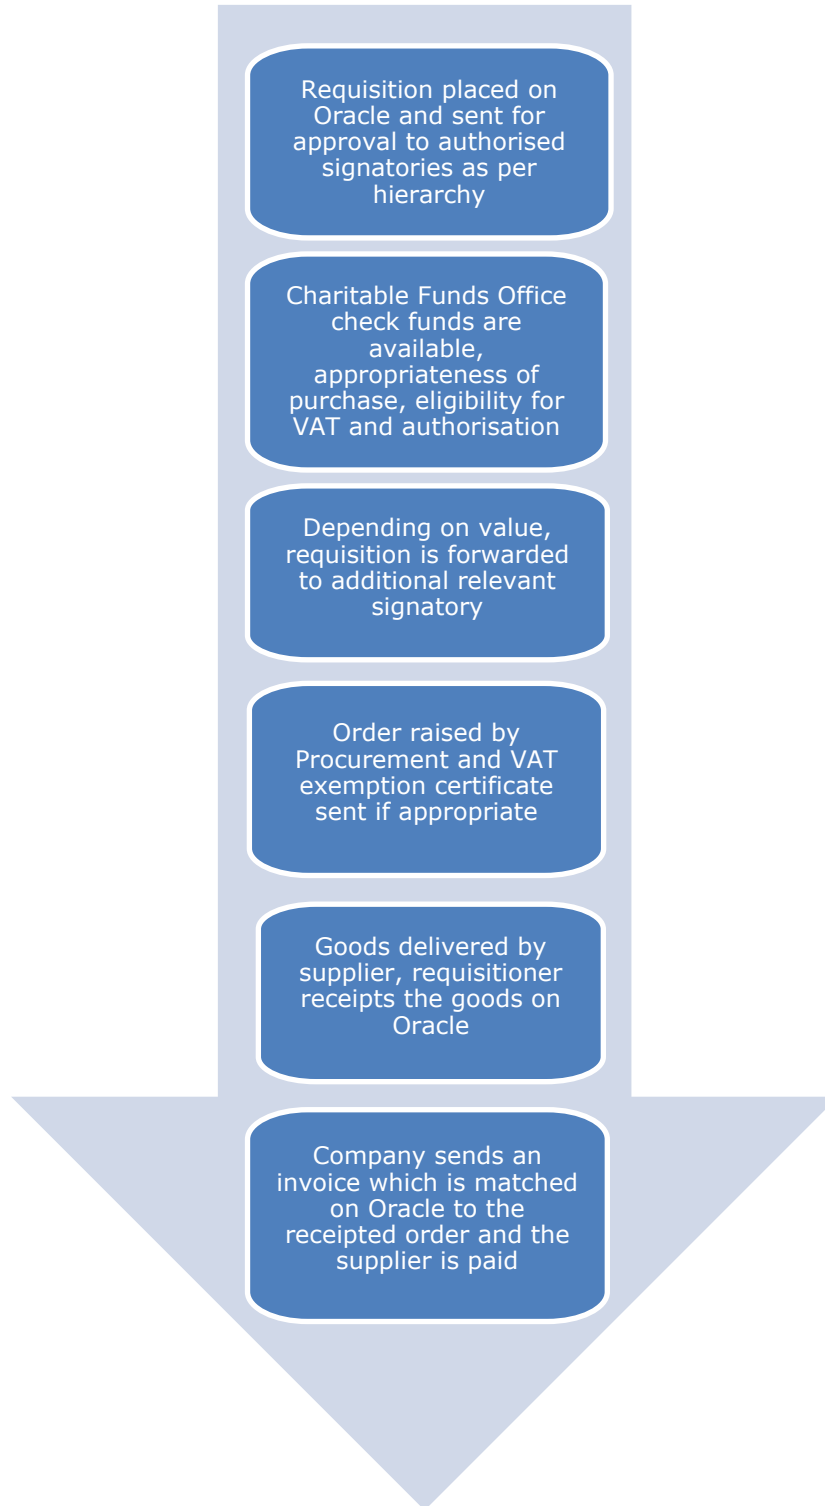 Requisition placed on
Oracle and sent for
approval to authorised
signatories as per
hierarchy
Charitable Funds Office
check funds are
available,
appropriateness of
purchase, eligibility for
VAT and authorisation
Depending on value,
requisition is forwarded
to additional relevant
signatory
Order raised by
Procurement and VAT
exemption certificate
sent if appropriate
Goods delivered by
supplier, requisitioner
receipts the goods on
Oracle
Company sends an
invoice which is matched
on Oracle to the
receipted order and the
supplier is paid